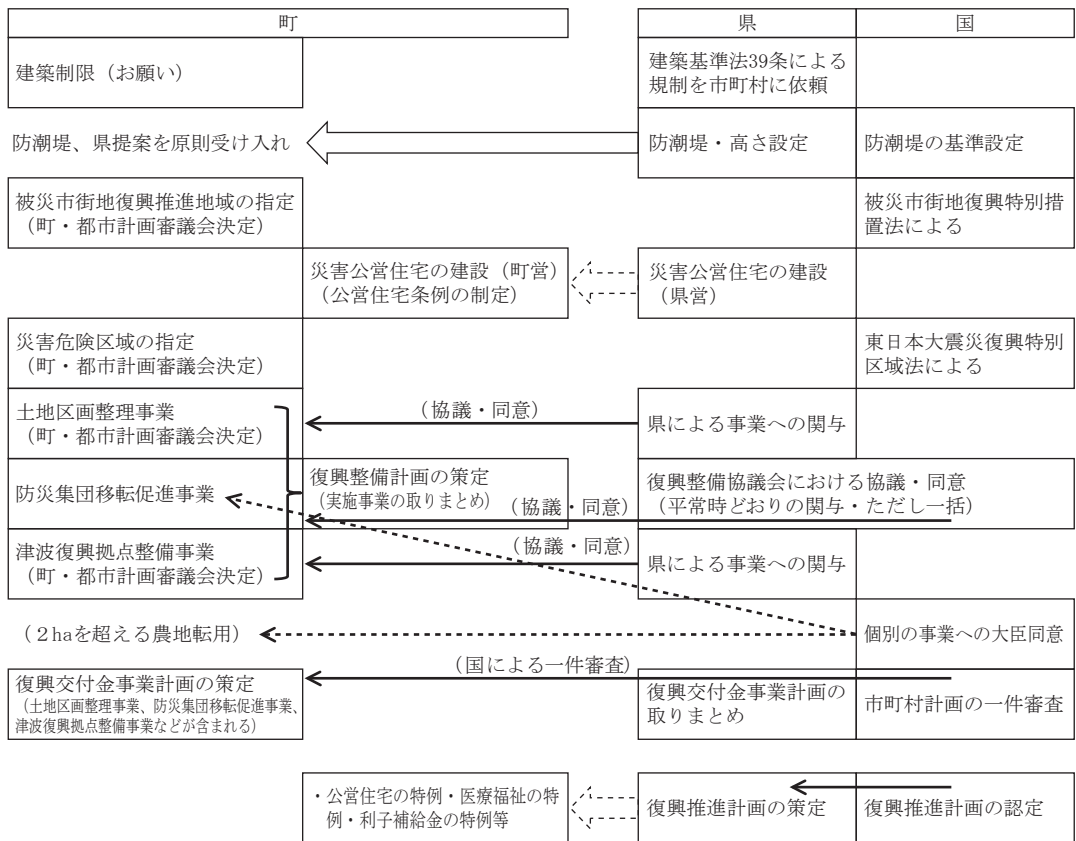 町
県
国
建築制限（お願い）
建築基準法39条による
規制を市町村に依頼
防潮堤、県提案を原則受け入れ
防潮堤・高さ設定
防潮堤の基準設定
被災市街地復興推進地域の指定
（町・都市計画審議会決定）
被災市街地復興特別措
置法による
災害公営住宅の建設（町営）
（公営住宅条例の制定）
災害公営住宅の建設
（県営）
災害危険区域の指定
（町・都市計画審議会決定）
東日本大震災復興特別
区域法による
土地区画整理事業
（町・都市計画審議会決定）
（協議・同意）
県による事業への関与
防災集団移転促進事業
復興整備計画の策定
（実施事業の取りまとめ）
（協議・同意）
復興整備協議会における協議・同意
（平常時どおりの関与・ただし一括）
津波復興拠点整備事業
（町・都市計画審議会決定）
（協議・同意）
県による事業への関与
（２haを超える農地転用）
個別の事業への大臣同意
（国による一件審査）
復興交付金事業計画の策定
（土地区画整理事業、防災集団移転促進事業、
津波復興拠点整備事業などが含まれる）
復興交付金事業計画の
取りまとめ
市町村計画の一件審査
・公営住宅の特例・医療福祉の特
例・利子補給金の特例等
復興推進計画の策定
復興推進計画の認定